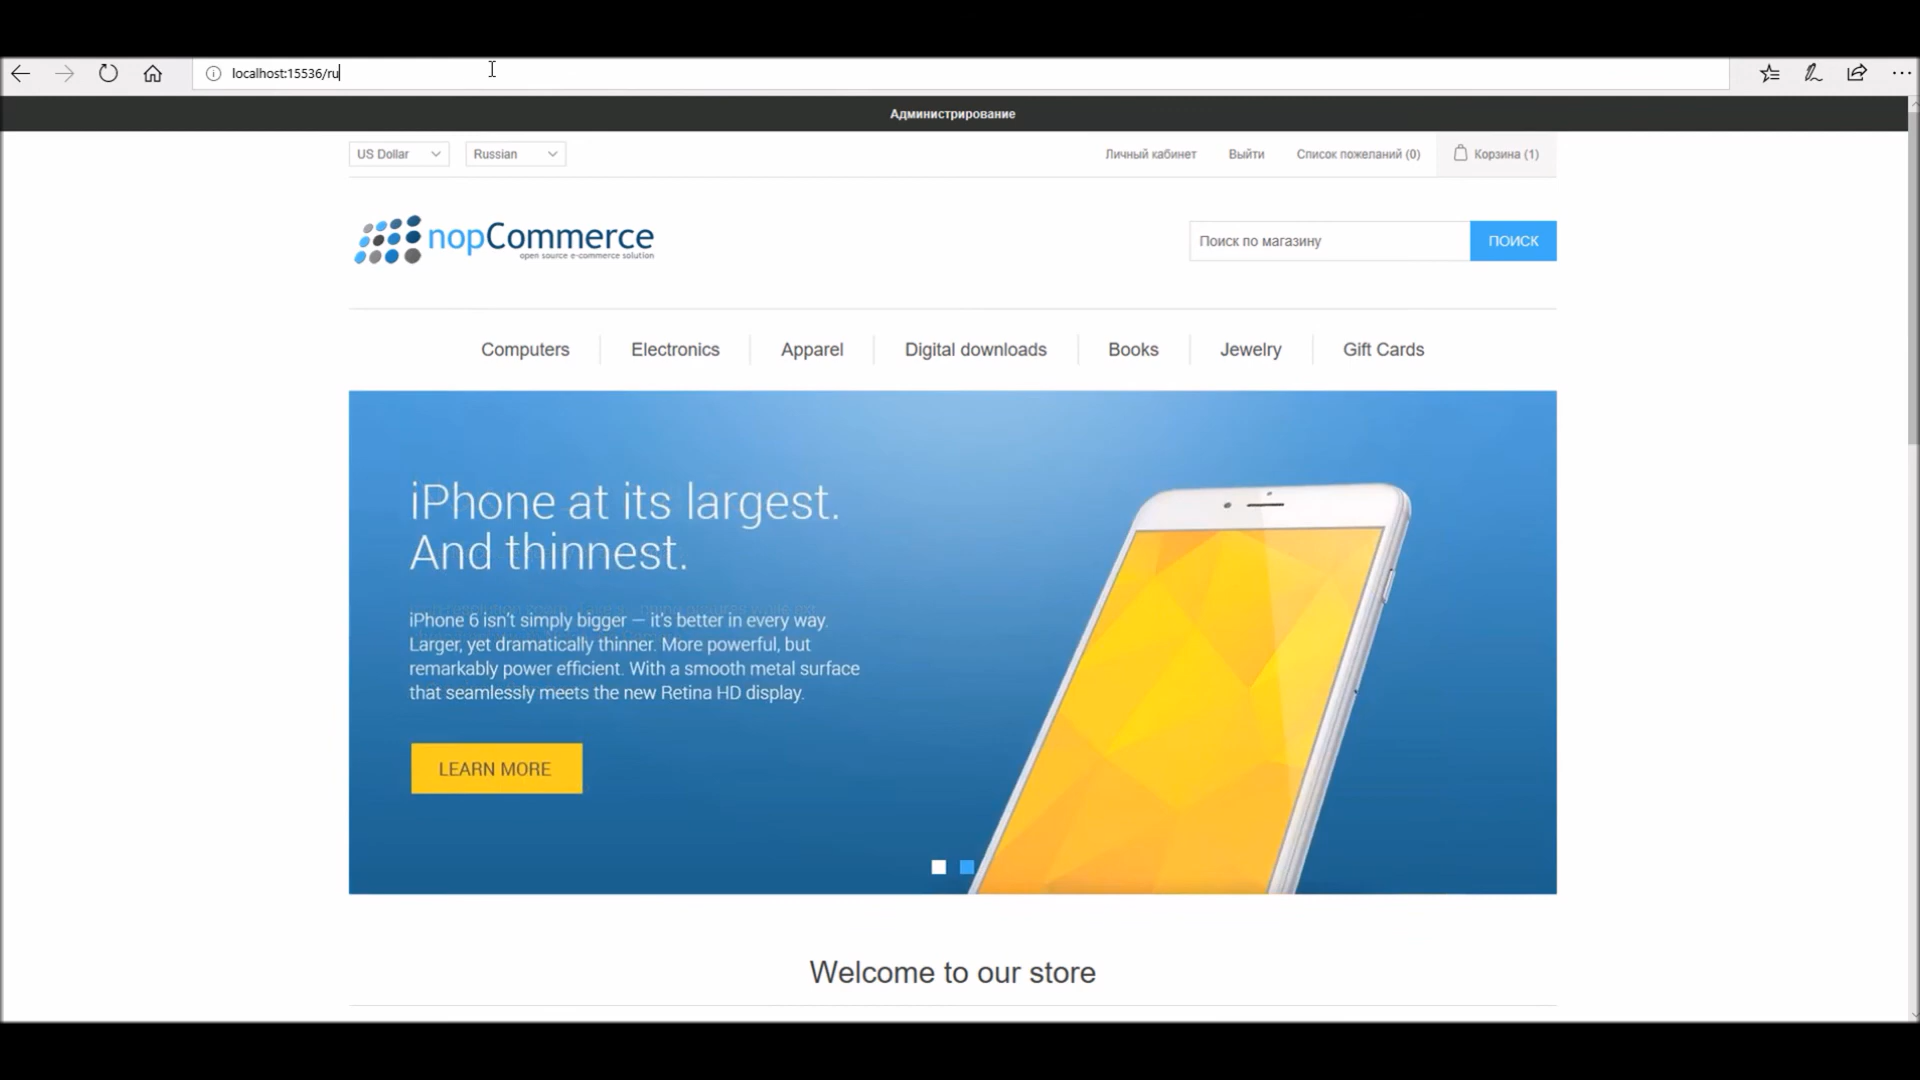 localhost:15536/ru
Администрирование
US Dollar
Russian
Личный кабинет
Выйти
Список пожеланий (0)
Корзина (1)
nopCommerce
open source e-commerce solution
Поиск по магазину
ПОИСК
Computers
Electronics
Apparel
Digital downloads
Books
Jewelry
Gift Cards
iPhone at its largest.
And thinnest.
iPhone 6 isn't simply bigger – it's better in every way.
Larger, yet dramatically thinner. More powerful, but
remarkably power efficient. With a smooth metal surface
that seamlessly meets the new Retina HD display.
LEARN MORE
Welcome to our store